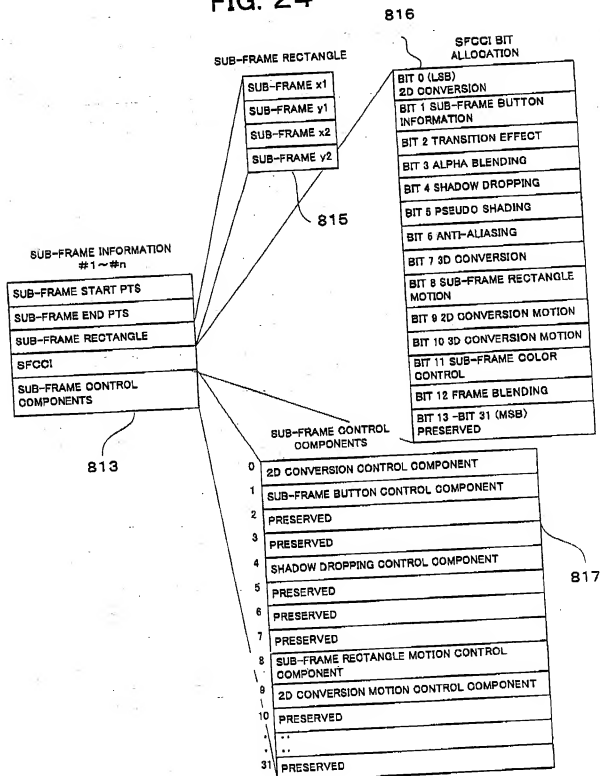 FIG. 24
816
SUB-FRAME RECTANGLE
SUB-FRAME x1
SUB-FRAME y1
SUB-FRAME x2
SUB-FRAME y2
815
SFCCI BIT
ALLOCATION
BIT 0 (LSB)
2D CONVERSION
BIT 1 SUB-FRAME BUTTON
INFORMATION
BIT 2 TRANSITION EFFECT
BIT 3 ALPHA BLENDING
BIT 4 SHADOW DROPPING
BIT 5 PSEUDO SHADING
BIT 6 ANTI-ALIASING
BIT 7 3D CONVERSION
BIT 8 SUB-FRAME RECTANGLE
MOTION
BIT 9 2D CONVERSION MOTION
BIT 10 3D CONVERSION MOTION
BIT 11 SUB-FRAME COLOR
CONTROL
BIT 12 FRAME BLENDING
BIT 13 -BIT 31 (MSB)
PRESERVED
SUB-FRAME INFORMATION
#1~#n
SUB-FRAME START PTS
SUB-FRAME END PTS
SUB-FRAME RECTANGLE
SFCCI
SUB-FRAME CONTROL
COMPONENTS
813
SUB-FRAME CONTROL
COMPONENTS
0 2D CONVERSION CONTROL COMPONENT
1 SUB-FRAME BUTTON CONTROL COMPONENT
2 PRESERVED
3 PRESERVED
4 SHADOW DROPPING CONTROL COMPONENT
5 PRESERVED
6 PRESERVED
7 PRESERVED
8 SUB-FRAME RECTANGLE MOTION CONTROL
COMPONENT
9 2D CONVERSION MOTION CONTROL COMPONENT
10 PRESERVED
31 PRESERVED
817